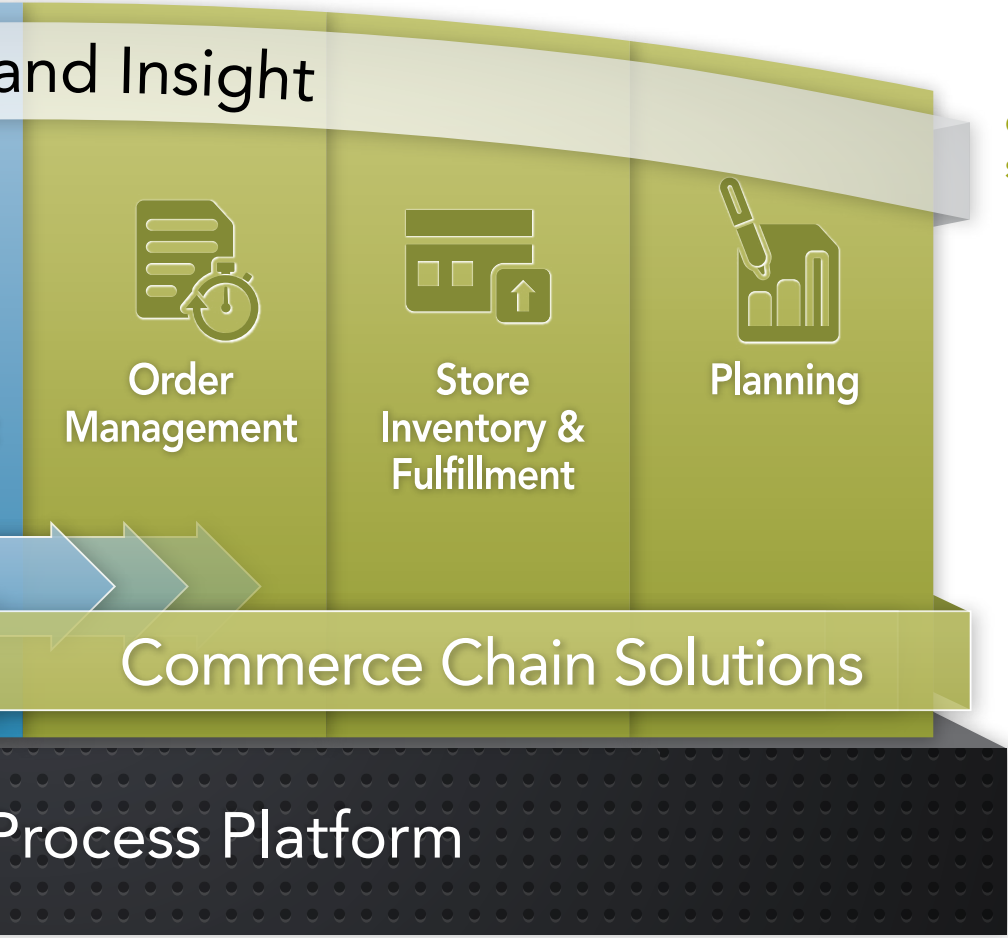 and Insight
Order
Management
Store
Inventory &
Fulfillment
Planning
Commerce Chain Solutions
Process Platform